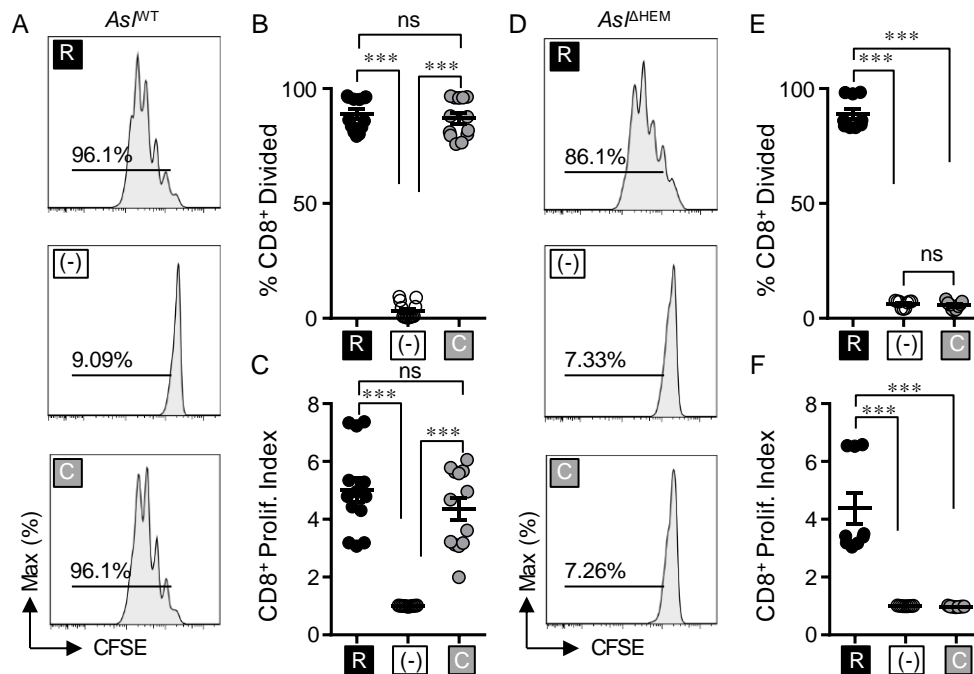 A
Asl^WT
R
96.1%
(-)
9.09%
C
96.1%
Max (%)
CFSE
B
ns
***
***
% CD8⁺ Divided
100
50
0
R
(-)
C
C
ns
***
***
CD8⁺ Prolif. Index
8
6
4
2
0
R
(-)
C
D
Asl^ΔHEM
R
86.1%
(-)
7.33%
C
7.26%
Max (%)
CFSE
E
***
***
ns
% CD8⁺ Divided
100
50
0
R
(-)
C
F
***
***
CD8⁺ Prolif. Index
8
6
4
2
0
R
(-)
C